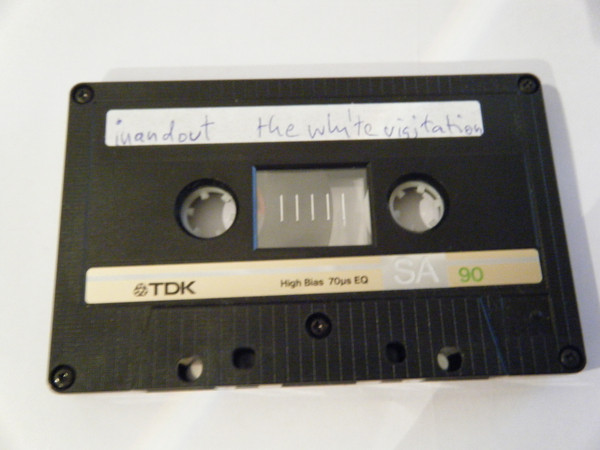 inandout the white visitation
TDK High Bias 70µs EQ SA 90